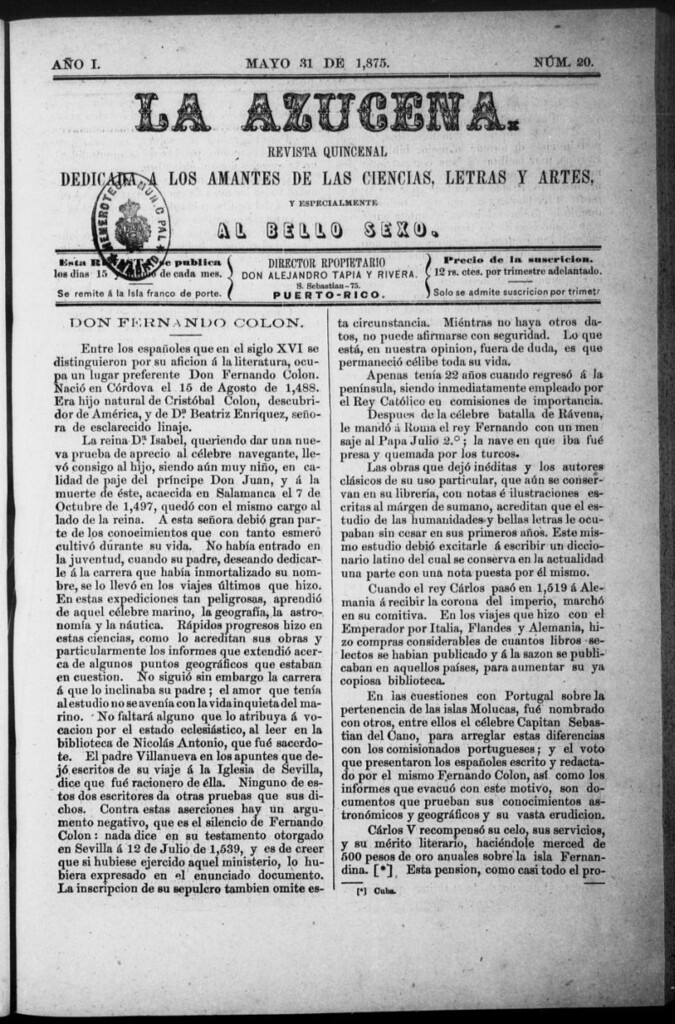 AÑO I. MAYO 31 DE 1,875. NÚM. 20.
LA AZUCENA.
REVISTA QUINCENAL
DEDICADA A LOS AMANTES DE LAS CIENCIAS, LETRAS Y ARTES,
Y ESPECIALMENTE
AL BELLO SEXO.
HEMEROTECA MUNICIPAL
Esta se publica
los dias 15 de cada mes.
Se remite á la Isla franco de porte.
DIRECTOR RPOPIETARIO
DON ALEJANDRO TAPIA Y RIVERA.
S. Sebastian-75.
PUERTO-RICO.
Precio de la suscricion.
12 rs. ctes. por trimestre adelantado.
Solo se admite suscricion por trimetr
DON FERNANDO COLON.
Entre los españoles que en el siglo XVI se
distinguieron por su aficion á la literatura, ocu-
pa un lugar preferente Don Fernando Colon.
Nació en Córdova el 15 de Agosto de 1,488.
Era hijo natural de Cristóbal Colon, descubri-
dor de América, y de Dª Beatriz Enriquez, seño-
ra de esclarecido linaje.
La reina Dª Isabel, queriendo dar una nue-
va prueba de aprecio al célebre navegante, lle-
vó consigo al hijo, siendo aún muy niño, en ca-
lidad de paje del príncipe Don Juan, y á la
muerte de éste, acaecida en Salamanca el 7 de
Octubre de 1,497, quedó con el mismo cargo al
lado de la reina. A esta señora debió gran par-
te de los conocimientos que con tanto esmero
cultivó durante su vida. No había entrado en
la juventud, cuando su padre, deseando dedicar-
le á la carrera que había inmortalizado su nom-
bre, se lo llevó en los viajes últimos que hizo.
En estas expediciones tan peligrosas, aprendió
de aquel célebre marino, la geografía, la astro-
nomía y la náutica. Rápidos progresos hizo en
estas ciencias, como lo acreditan sus obras y
particularmente los informes que extendió acer-
ca de algunos puntos geográficos que estaban
en cuestion. No siguió sin embargo la carrera
á que lo inclinaba su padre; el amor que tenía
al estudio no se avenía con la vida inquieta del ma-
rino. No faltará alguno que lo atribuya á vo-
cacion por el estado eclesiástico, al leer en la
biblioteca de Nicolás Antonio, que fué sacerdo-
te. El padre Villanueva en los apuntes que de-
jó escritos de su viaje á la Iglesia de Sevilla,
dice que fué racionero de élla. Ninguno de es-
tos dos escritores da otras pruebas que sus di-
chos. Contra estas aserciones hay un argu-
mento negativo, que es el silencio de Fernando
Colon: nada dice en su testamento otorgado
en Sevilla á 12 de Julio de 1,539, y es de creer
que si hubiese ejercido aquel ministerio, lo hu-
biera expresado en el enunciado documento.
La inscripcion de su sepulcro tambien omite es-
ta circunstancia. Miéntras no haya otros da-
tos, no puede afirmarse con seguridad. Lo que
está, en nuestra opinion, fuera de duda, es que
permaneció célibe toda su vida.
Apenas tenía 22 años cuando regresó á la
península, siendo inmediatamente empleado por
el Rey Católico en comisiones de importancia.
Despues de la célebre batalla de Rávena,
le mandó á Roma el rey Fernando con un men
saje al Papa Julio 2.º; la nave en que iba fué
presa y quemada por los turcos.
Las obras que dejó inéditas y los autores
clásicos de su uso particular, que aún se conser-
van en su librería, con notas é ilustraciones es-
critas al márgen de sumano, acreditan que el es-
tudio de las humanidades y bellas letras le ocu-
paban sin cesar en sus primeros años. Este mis-
mo estudio debió excitarle á escribir un diccio-
nario latino del cual se conserva en la actualidad
una parte con una nota puesta por él mismo.
Cuando el rey Cárlos pasó en 1,519 á Ale-
mania á recibir la corona del imperio, marchó
en su comitiva. En los viajes que hizo con el
Emperador por Italia, Flandes y Alemania, hi-
zo compras considerables de cuantos libros se-
lectos se habian publicado y á la sazon se publi-
caban en aquellos países, para aumentar su ya
copiosa biblioteca.
En las cuestiones con Portugal sobre la
pertenencia de las islas Molucas, fué nombrado
con otros, entre ellos el célebre Capitan Sebas-
tian del Cano, para arreglar estas diferencias
con los comisionados portugueses; y el voto
que presentaron los españoles escrito y redacta-
do por el mismo Fernando Colon, así como los
informes que evacuó con este motivo, son do-
cumentos que prueban sus conocimientos as-
tronómicos y geográficos y su vasta erudicion.
Cárlos V recompensó su celo, sus servicios,
y su mérito literario, haciéndole merced de
500 pesos de oro anuales sobre la isla Fernan-
dina. [*] Esta pension, como casi todo el pro-
[*] Cuba.